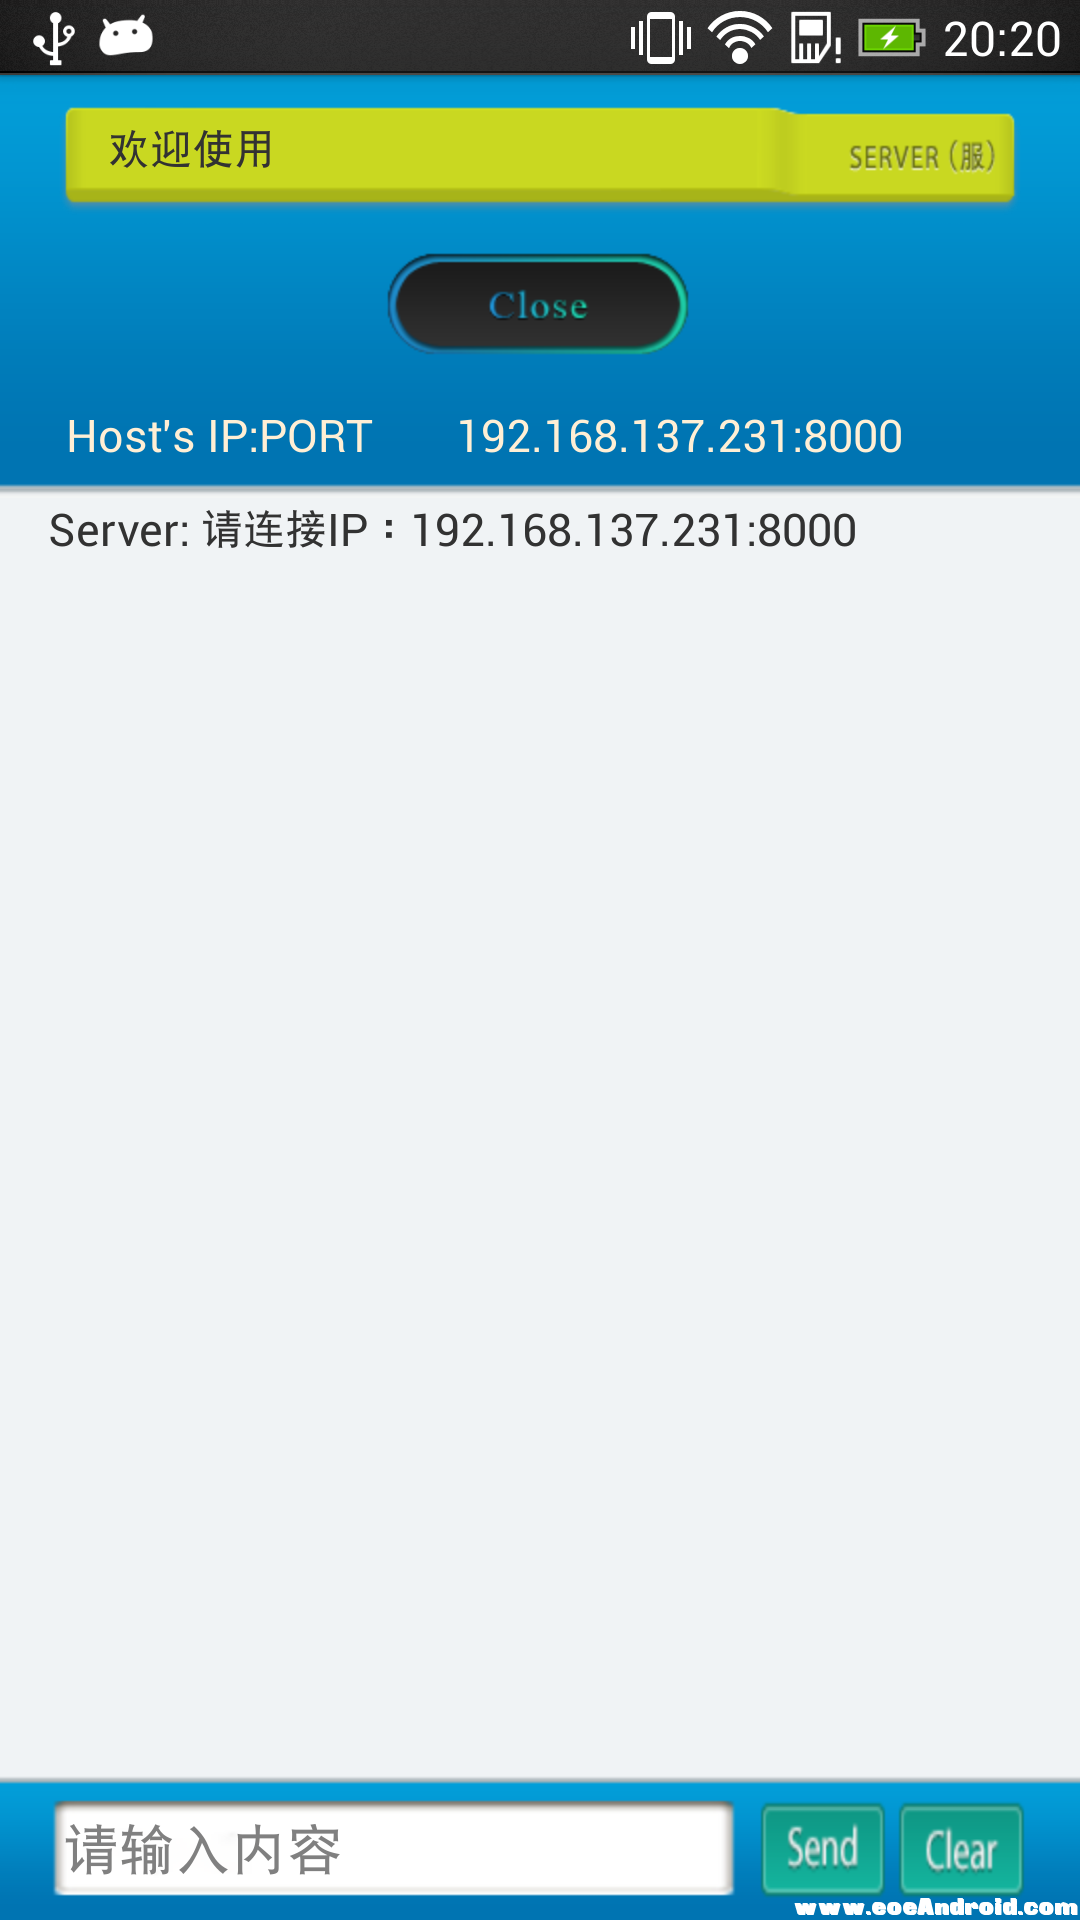 20:20
欢迎使用
SERVER (服)
Close
Host's IP:PORT 192.168.137.231:8000
Server: 请连接IP：192.168.137.231:8000
请输入内容
Send
Clear
www.eoeAndroid.com